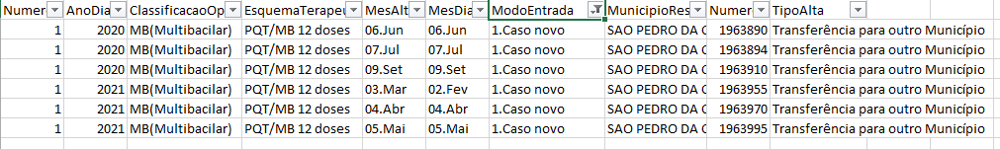 Numer AnoDia ClassificacaoOp EsquemaTerapeu MesAlt MesDia ModoEntrada MunicipioRes Numer TipoAlta
1 2020 MB(Multibacilar) PQT/MB 12 doses 06.Jun 06.Jun 1.Caso novo SAO PEDRO DA 1963890 Transferência para outro Município
1 2020 MB(Multibacilar) PQT/MB 12 doses 07.Jul 07.Jul 1.Caso novo SAO PEDRO DA 1963894 Transferência para outro Município
1 2020 MB(Multibacilar) PQT/MB 12 doses 09.Set 09.Set 1.Caso novo SAO PEDRO DA 1963910 Transferência para outro Município
1 2021 MB(Multibacilar) PQT/MB 12 doses 03.Mar 02.Fev 1.Caso novo SAO PEDRO DA 1963955 Transferência para outro Município
1 2021 MB(Multibacilar) PQT/MB 12 doses 04.Abr 04.Abr 1.Caso novo SAO PEDRO DA 1963970 Transferência para outro Município
1 2021 MB(Multibacilar) PQT/MB 12 doses 05.Mai 05.Mai 1.Caso novo SAO PEDRO DA 1963995 Transferência para outro Município